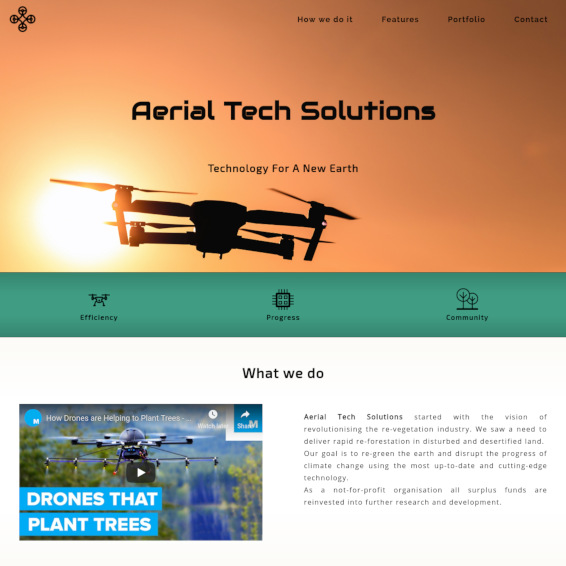 How we do it Features Portfolio Contact
Aerial Tech Solutions
Technology For A New Earth
Efficiency Progress Community
What we do
How Drones are Helping to Plant Trees -...
Watch later Share
DRONES THAT
PLANT TREES
Aerial Tech Solutions started with the vision of
revolutionising the re-vegetation industry. We saw a need to
deliver rapid re-forestation in disturbed and desertified land.
Our goal is to re-green the earth and disrupt the progress of
climate change using the most up-to-date and cutting-edge
technology.
As a not-for-profit organisation all surplus funds are
reinvested into further research and development.